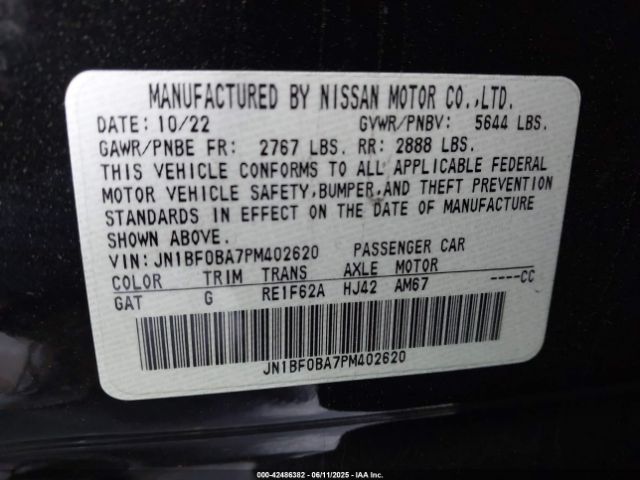 MANUFACTURED BY NISSAN MOTOR CO.,LTD.
DATE: 10/22 GVWR/PNBV: 5644 LBS.
GAWR/PNBE FR: 2767 LBS. RR: 2888 LBS.
THIS VEHICLE CONFORMS TO ALL APPLICABLE FEDERAL
MOTOR VEHICLE SAFETY,BUMPER,AND THEFT PREVENTION
STANDARDS IN EFFECT ON THE DATE OF MANUFACTURE
SHOWN ABOVE.
VIN: JN1BF0BA7PM402620 PASSENGER CAR
COLOR TRIM TRANS AXLE MOTOR
GAT G RE1F62A HJ42 AM67 ----CC
JN1BF0BA7PM402620
000-42486382 - 06/11/2025 - IAA Inc.